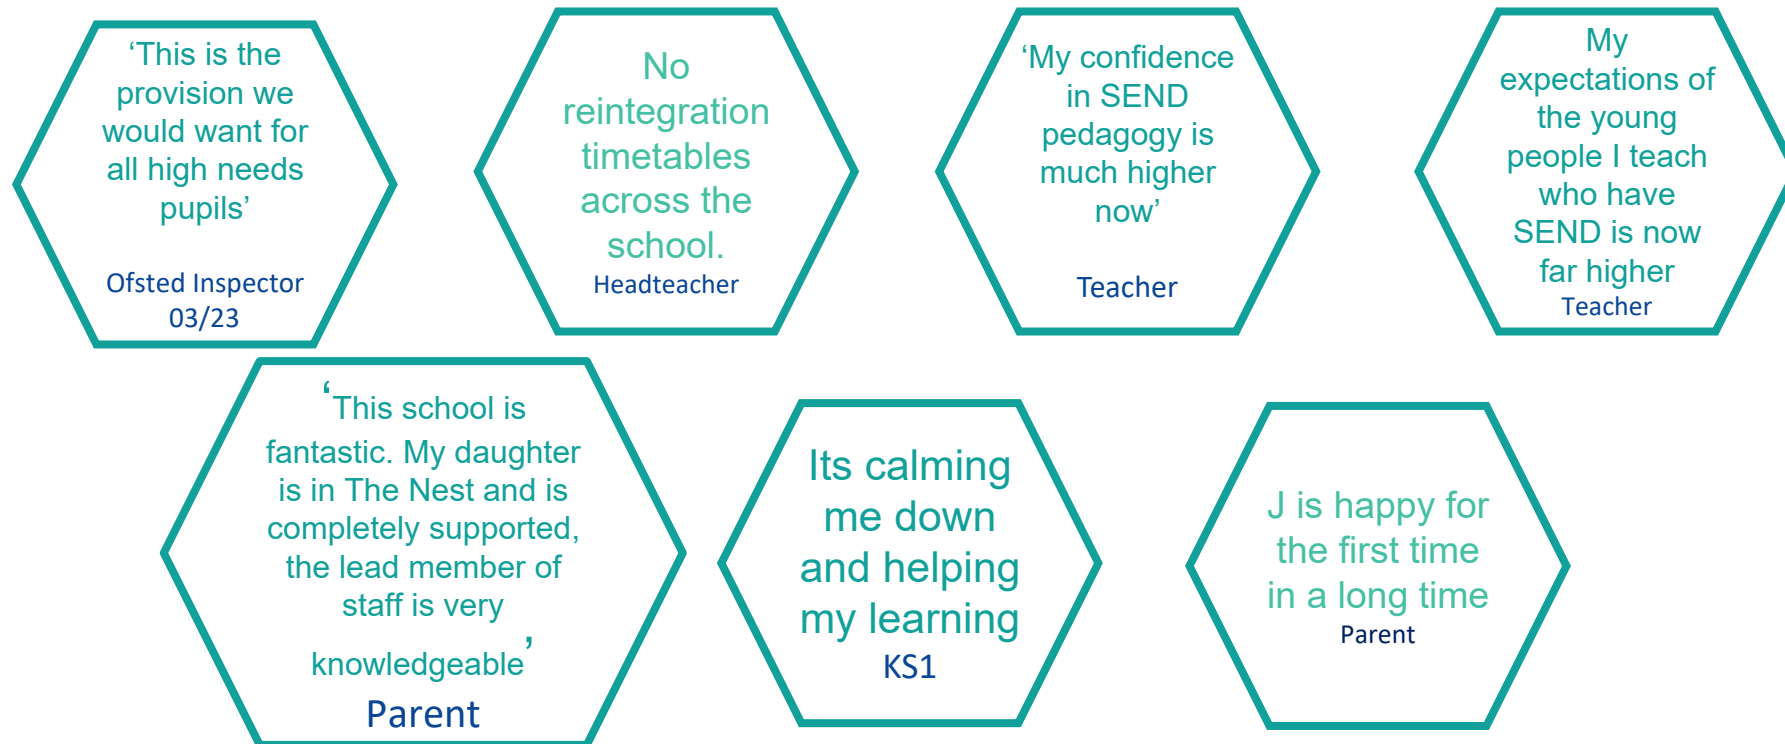 ‘This is the
provision we
would want for
all high needs
pupils’
Ofsted Inspector
03/23
No
reintegration
timetables
across the
school.
Headteacher
‘My confidence
in SEND
pedagogy is
much higher
now’
Teacher
My
expectations of
the young
people I teach
who have
SEND is now
far higher
Teacher
‘This school is
fantastic. My daughter
is in The Nest and is
completely supported,
the lead member of
staff is very
knowledgeable’
Parent
Its calming
me down
and helping
my learning
KS1
J is happy for
the first time
in a long time
Parent